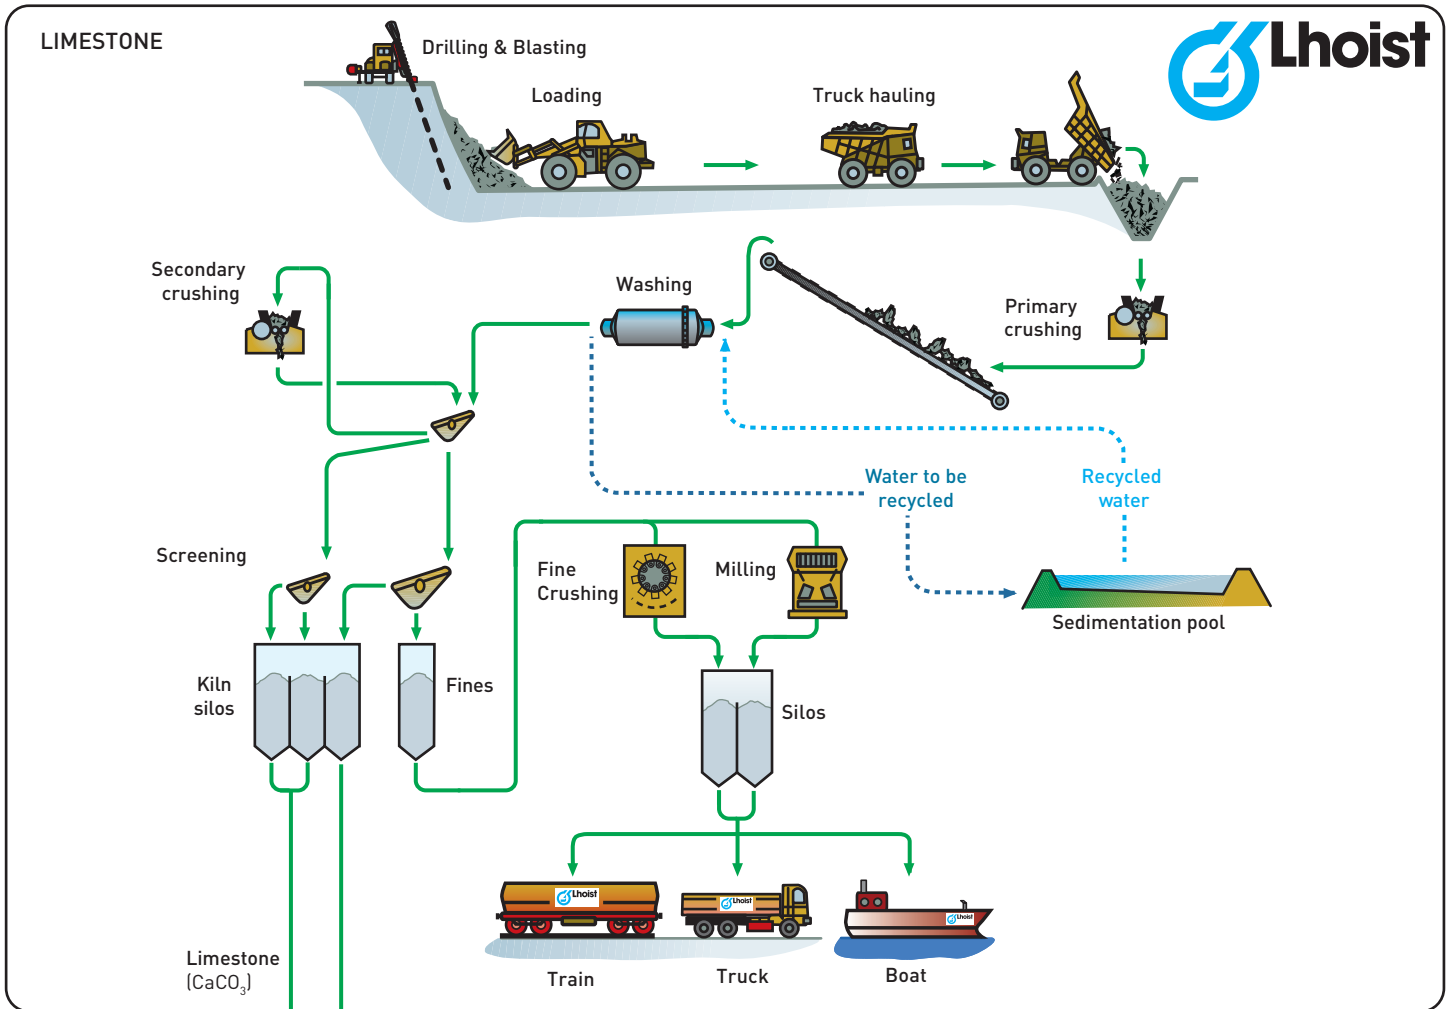 LIMESTONE
Lhoist
Drilling & Blasting
Loading
Truck hauling
Secondary
crushing
Washing
Primary
crushing
Water to be
recycled
Recycled
water
Screening
Fine
Crushing
Milling
Sedimentation pool
Kiln
silos
Fines
Silos
Lhoist
Lhoist
Lhoist
Limestone
(CaCO₃)
Train
Truck
Boat